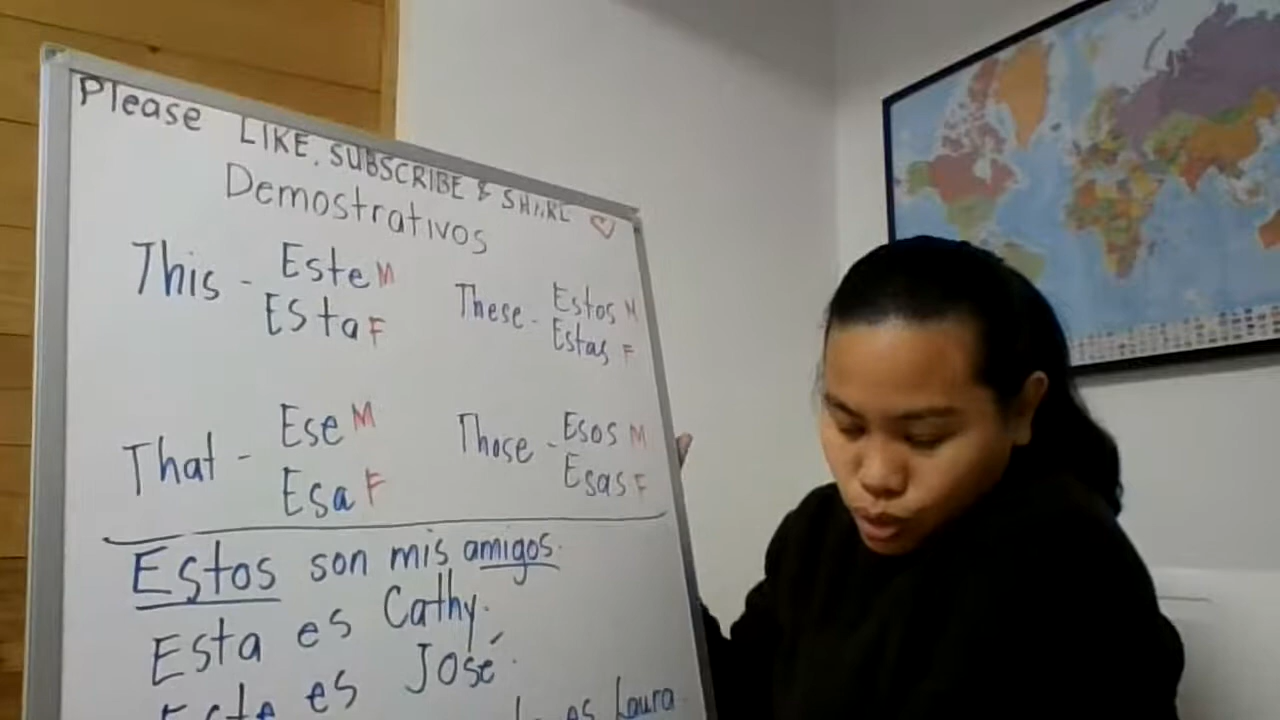 Please LIKE, SUBSCRIBE & SHARE
Demostrativos
This - Este M
Esta F
These - Estos M
Estas F
That - Ese M
Esa F
Those - Esos M
Esas F
Estos son mis amigos.
Esta es Cathy.
Este es José.
es Laura